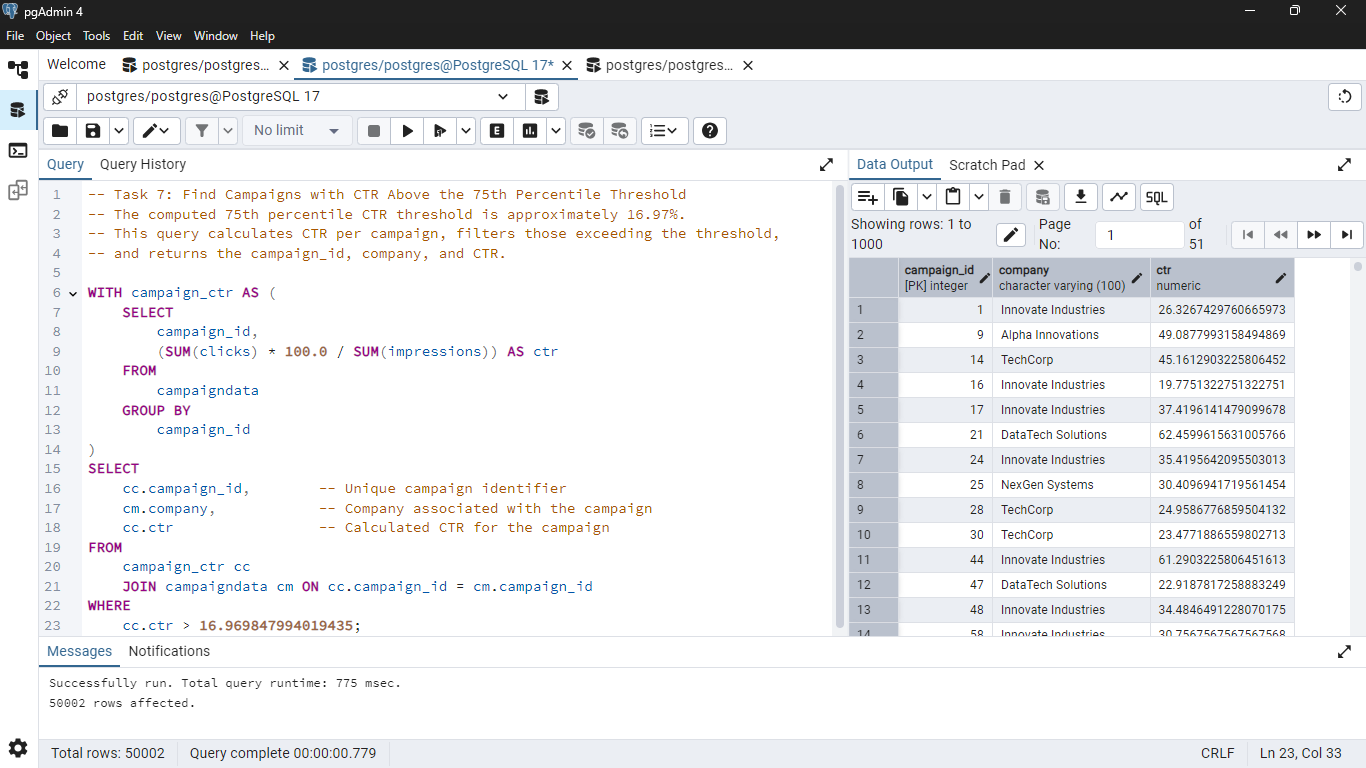 pgAdmin 4
File Object Tools Edit View Window Help
Welcome postgres/postgres... postgres/postgres@PostgreSQL 17* postgres/postgres...
postgres/postgres@PostgreSQL 17
No limit E
Query Query History
1 -- Task 7: Find Campaigns with CTR Above the 75th Percentile Threshold
2 -- The computed 75th percentile CTR threshold is approximately 16.97%.
3 -- This query calculates CTR per campaign, filters those exceeding the threshold,
4 -- and returns the campaign_id, company, and CTR.
5
6 WITH campaign_ctr AS (
7 SELECT
8 campaign_id,
9 (SUM(clicks) * 100.0 / SUM(impressions)) AS ctr
10 FROM
11 campaigndata
12 GROUP BY
13 campaign_id
14 )
15 SELECT
16 cc.campaign_id, -- Unique campaign identifier
17 cm.company, -- Company associated with the campaign
18 cc.ctr -- Calculated CTR for the campaign
19 FROM
20 campaign_ctr cc
21 JOIN campaigndata cm ON cc.campaign_id = cm.campaign_id
22 WHERE
23 cc.ctr > 16.969847994019435;
Data Output Scratch Pad
SQL
Showing rows: 1 to 1000 Page No: 1 of 51
campaign_id company ctr
[PK] integer character varying (100) numeric
1 1 Innovate Industries 26.3267429760665973
2 9 Alpha Innovations 49.0877993158494869
3 14 TechCorp 45.1612903225806452
4 16 Innovate Industries 19.7751322751322751
5 17 Innovate Industries 37.4196141479099678
6 21 DataTech Solutions 62.4599615631005766
7 24 Innovate Industries 35.4195642095503013
8 25 NexGen Systems 30.4096941719561454
9 28 TechCorp 24.9586776859504132
10 30 TechCorp 23.4771886559802713
11 44 Innovate Industries 61.2903225806451613
12 47 DataTech Solutions 22.9187817258883249
13 48 Innovate Industries 34.4846491228070175
14 58 Innovate Industries 30.7567567567567568
Messages Notifications
Successfully run. Total query runtime: 775 msec.
50002 rows affected.
Total rows: 50002 Query complete 00:00:00.779 CRLF Ln 23, Col 33